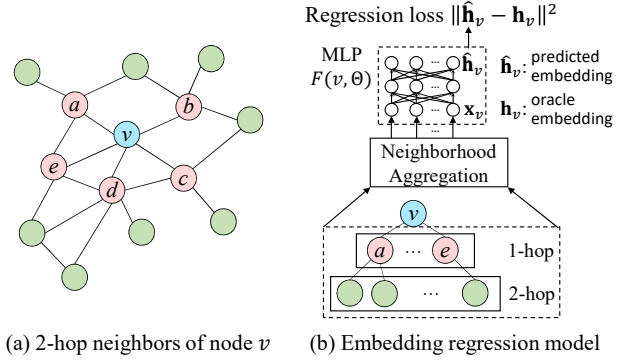 a
b
v
e
d
c
(a) 2-hop neighbors of node v
Regression loss ‖ĥ_v − h_v‖²
MLP
F(v, Θ)
... ĥ_v
...
... x_v
...
ĥ_v: predicted embedding
h_v: oracle embedding
Neighborhood
Aggregation
v
a ... e 1-hop
... 2-hop
(b) Embedding regression model